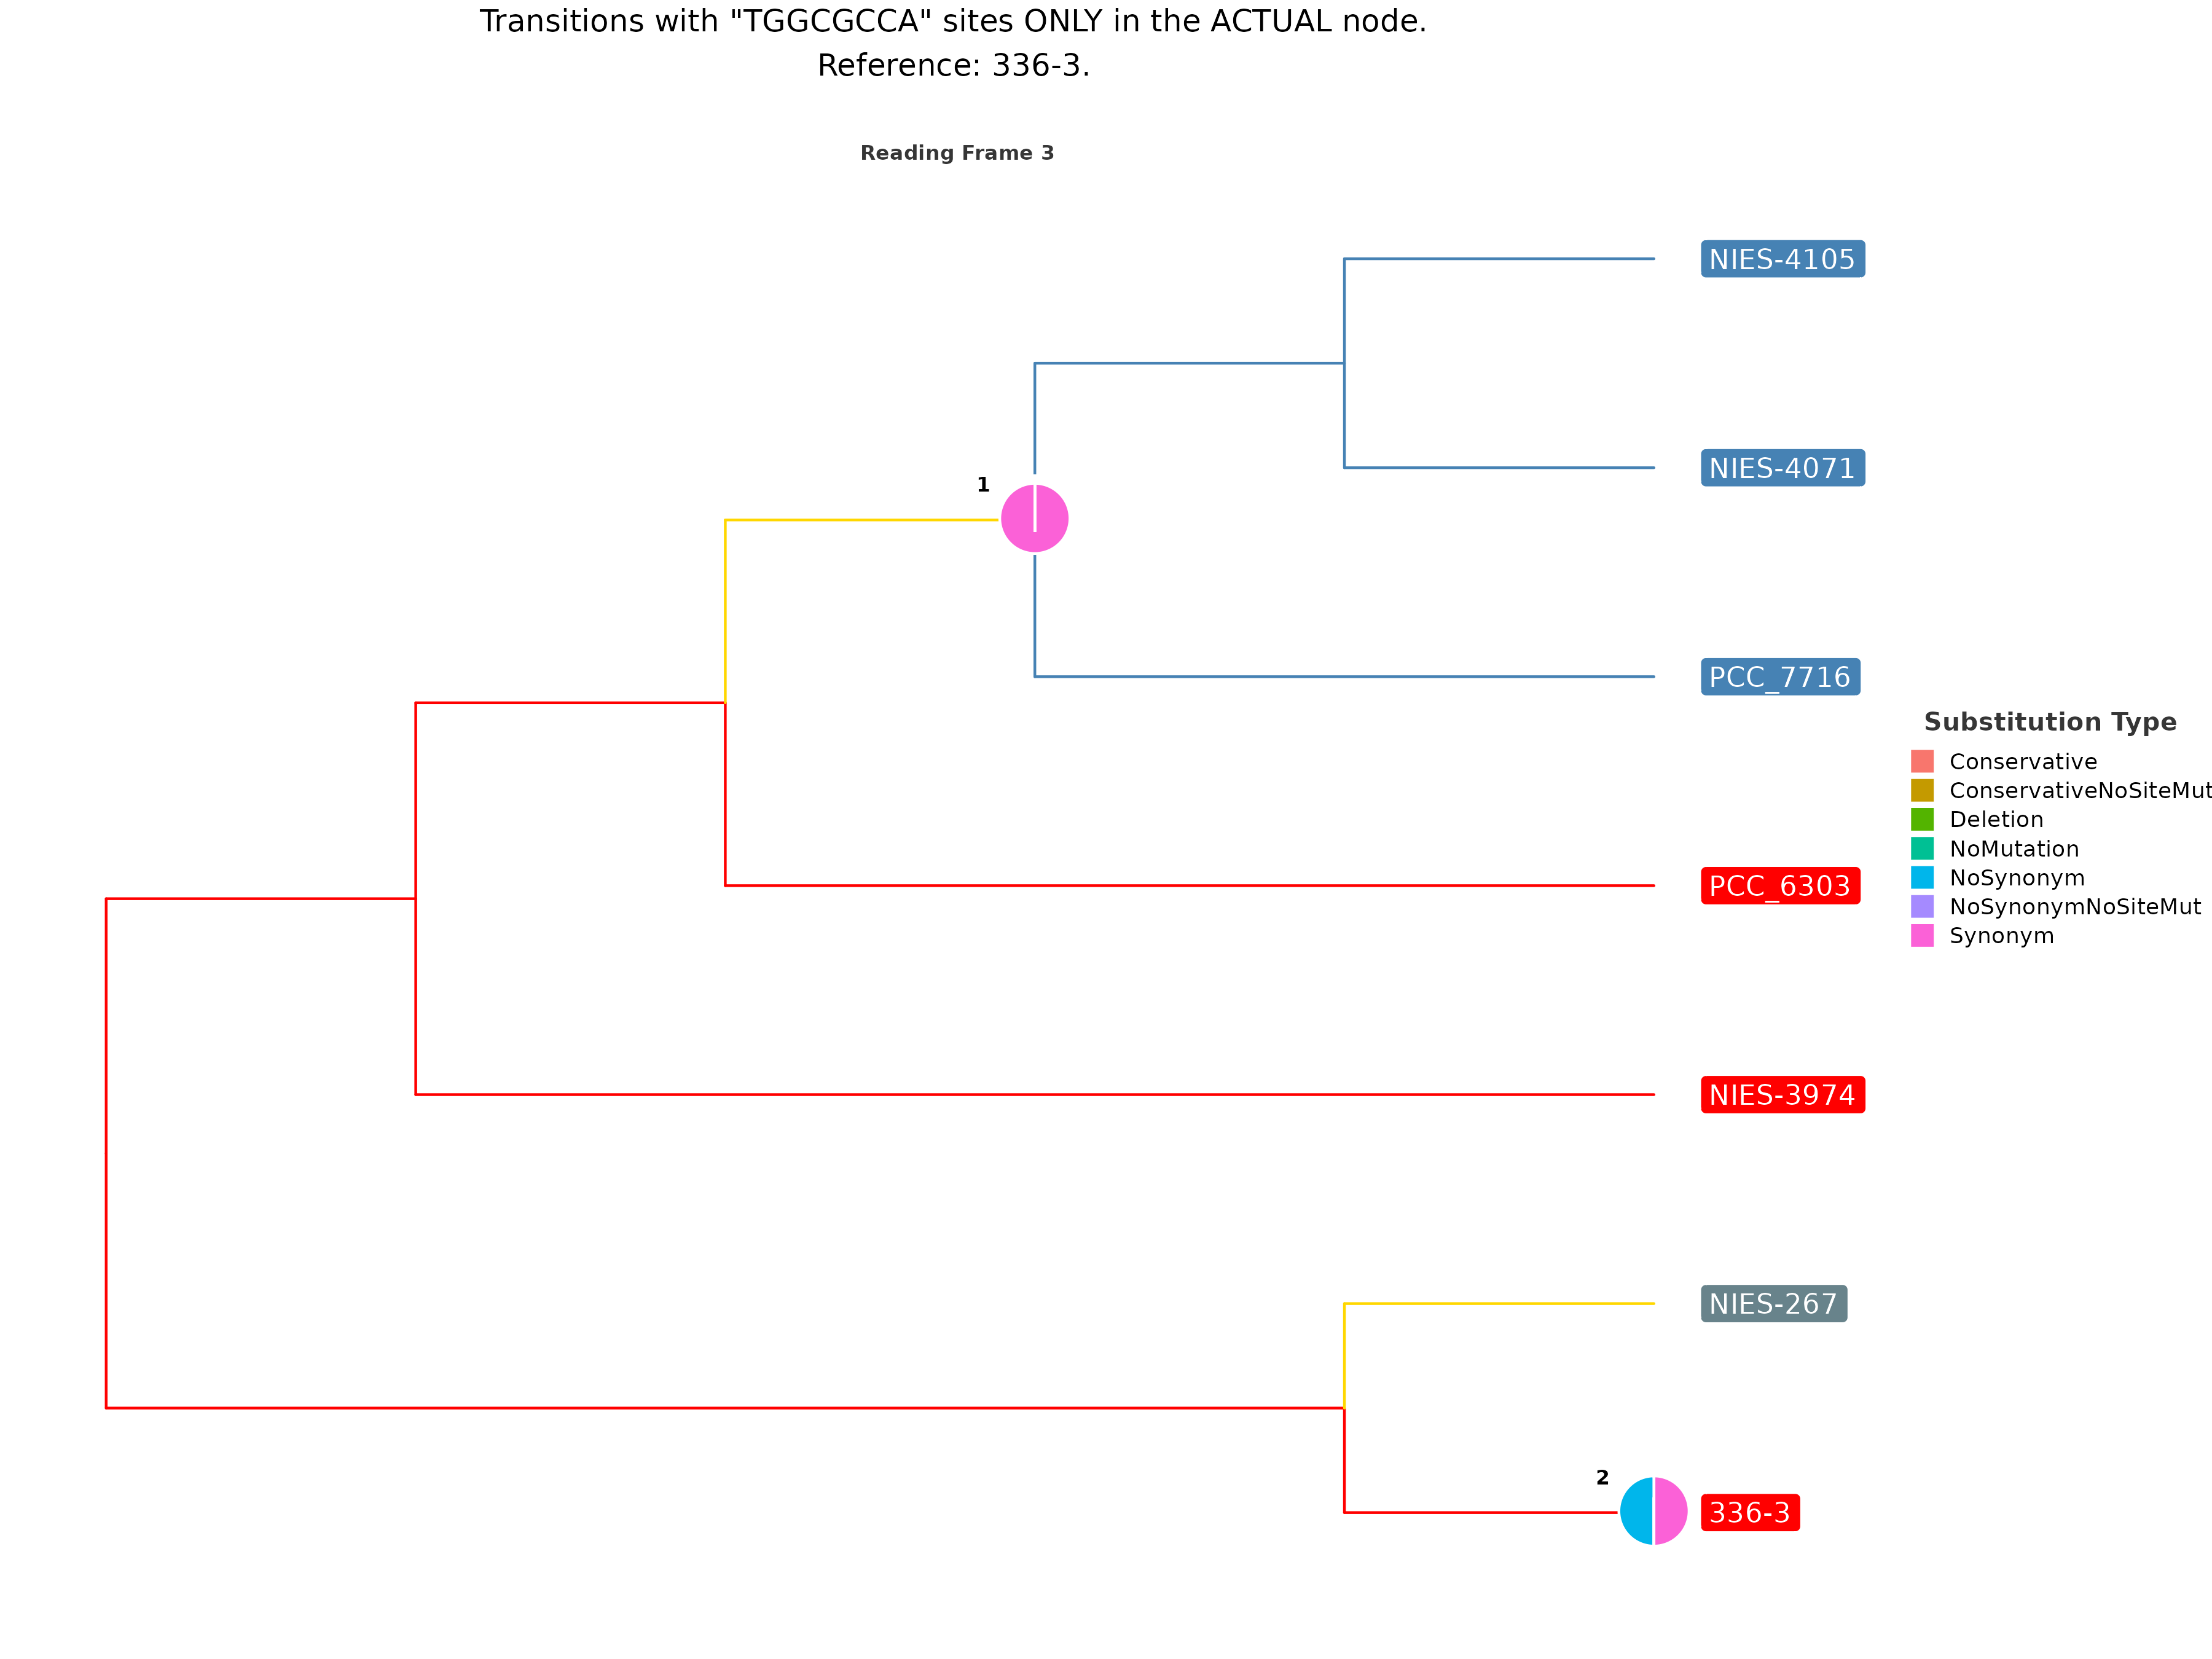 Transitions with "TGGCGCCA" sites ONLY in the ACTUAL node.
Reference: 336-3.
Reading Frame 3
NIES-4105
NIES-4071
1
PCC_7716
Substitution Type
Conservative
ConservativeNoSiteMut
Deletion
NoMutation
NoSynonym
NoSynonymNoSiteMut
Synonym
PCC_6303
NIES-3974
NIES-267
2
336-3